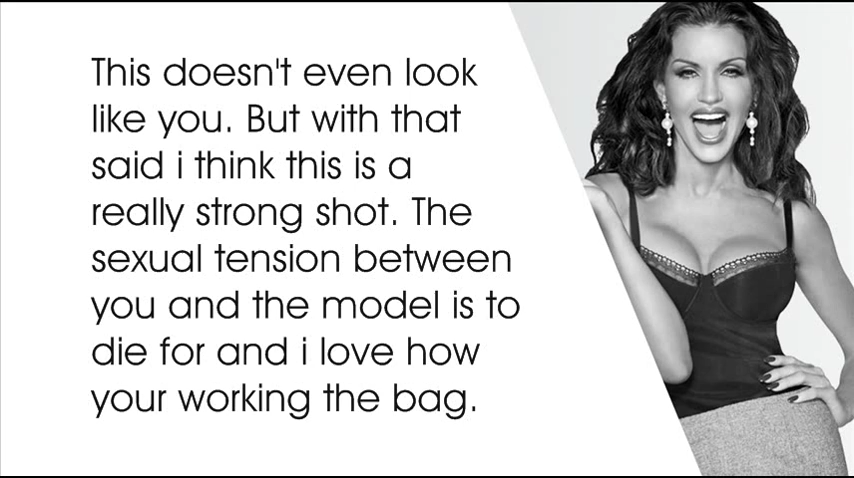 This doesn't even look
like you. But with that
said i think this is a
really strong shot. The
sexual tension between
you and the model is to
die for and i love how
your working the bag.